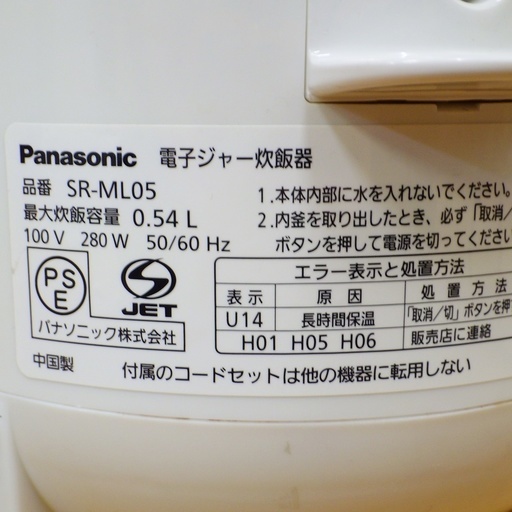 Panasonic 電子ジャー炊飯器
品番 SR-ML05
最大炊飯容量 0.54 L
100 V 280 W 50/60 Hz
1.本体内部に水を入れないでください。
2.内釜を取り出したとき、必ず「取消/
ボタンを押して電源を切ってくださ
PSE
JET
パナソニック株式会社
中国製
エラー表示と処置方法
表示 原因 処置方法
U14 長時間保温 「取消/切」ボタンを押
H01 H05 H06 販売店に連絡
付属のコードセットは他の機器に転用しない